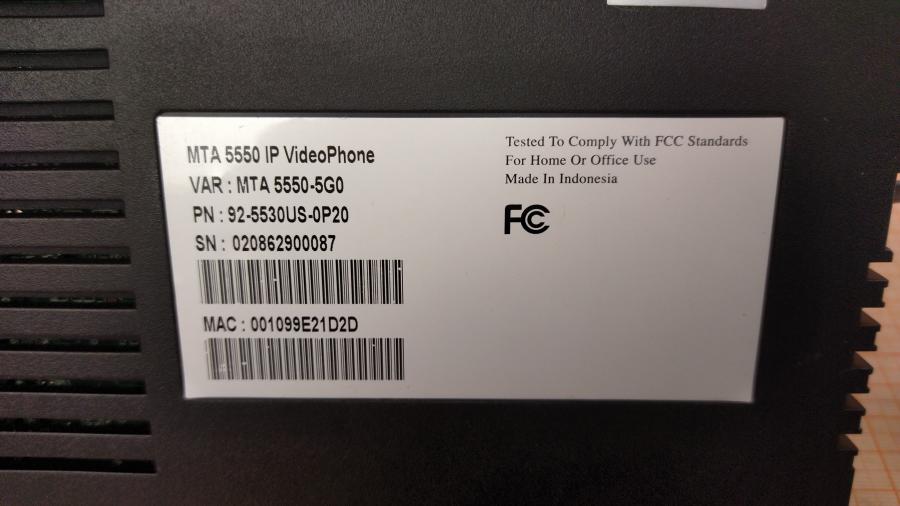 MTA 5550 IP VideoPhone
VAR : MTA 5550-5G0
PN : 92-5530US-0P20
SN : 020862900087
MAC : 001099E21D2D
Tested To Comply With FCC Standards
For Home Or Office Use
Made In Indonesia
FC